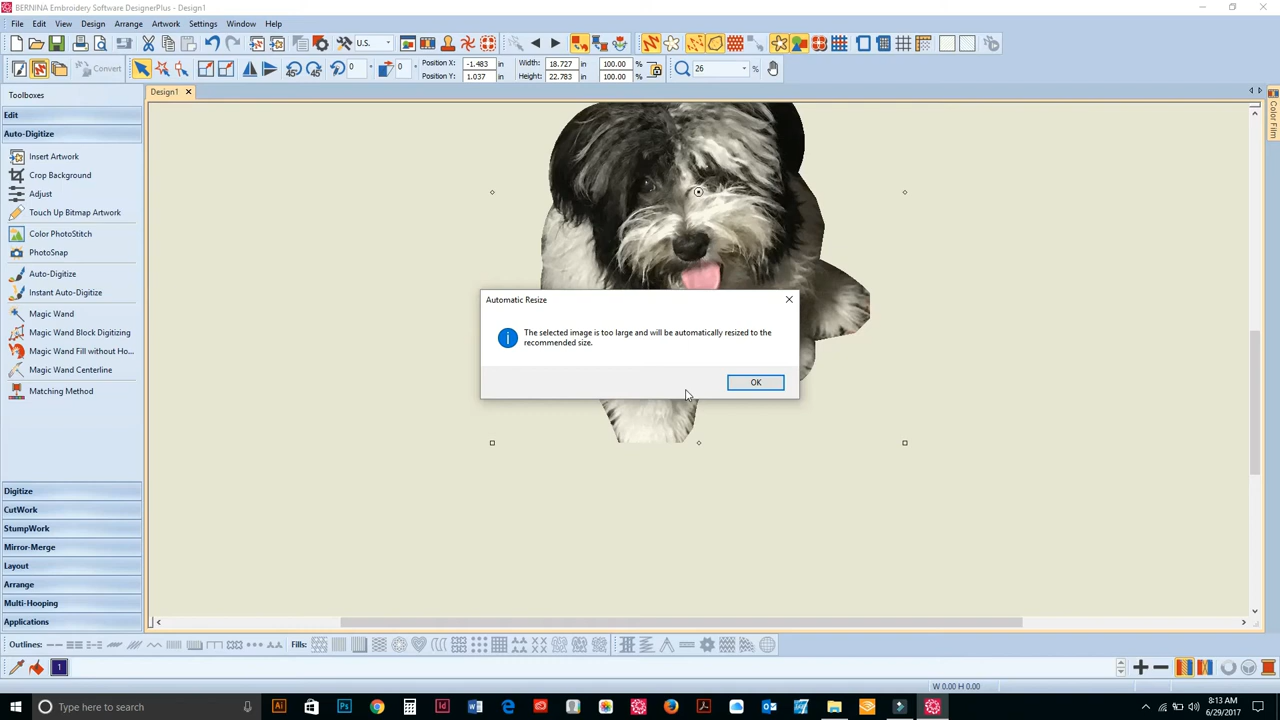 BERNINA Embroidery Software DesignerPlus - Design1
File Edit View Design Arrange Artwork Settings Window Help
U.S.
Convert
0
0
Position X: -1.483 in
Width: 18.727 in 100.00 %
26
Position Y: 1.037 in
Height: 22.783 in 100.00 %
Toolboxes
Design1
Edit
Auto-Digitize
Insert Artwork
Crop Background
Adjust
Touch Up Bitmap Artwork
Color PhotoStitch
PhotoSnap
Auto-Digitize
Instant Auto-Digitize
Magic Wand
Magic Wand Block Digitizing
Magic Wand Fill without Ho...
Magic Wand Centerline
Matching Method
Digitize
CutWork
StumpWork
Mirror-Merge
Layout
Arrange
Multi-Hooping
Applications
Color Film
Automatic Resize
The selected image is too large and will be automatically resized to the
recommended size.
OK
Outlines:
Fills:
1
W 0.00 H 0.00
Type here to search
8:13 AM
6/29/2017